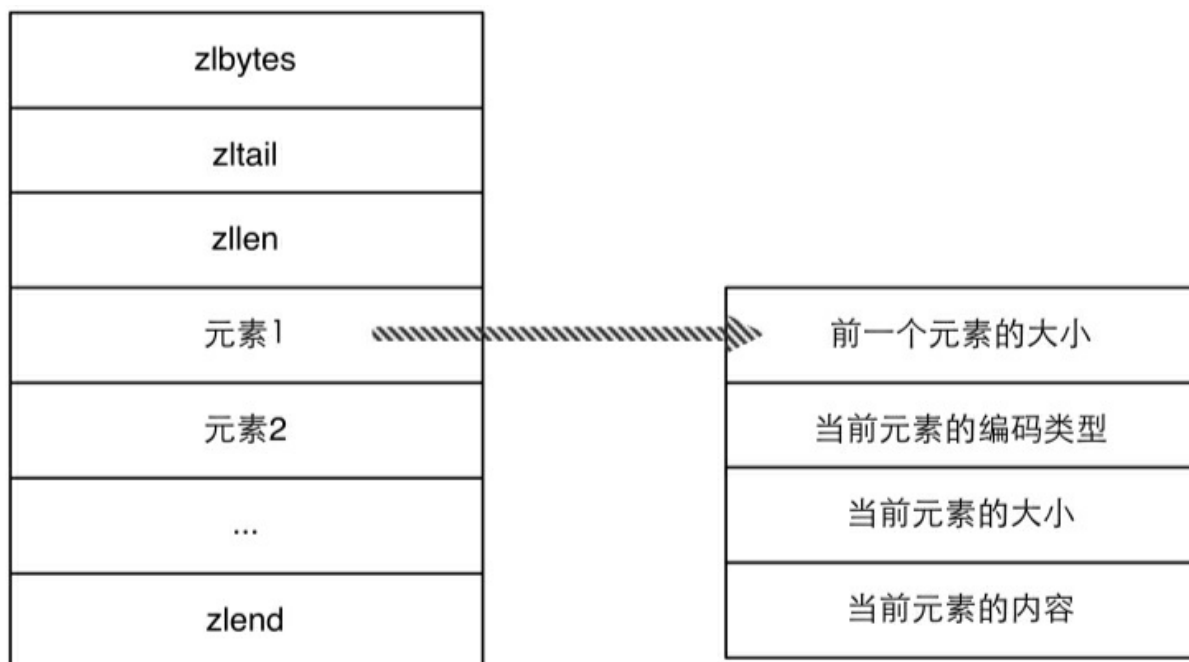 zlbytes
zltail
zllen
元素1
元素2
...
zlend
前一个元素的大小
当前元素的编码类型
当前元素的大小
当前元素的内容